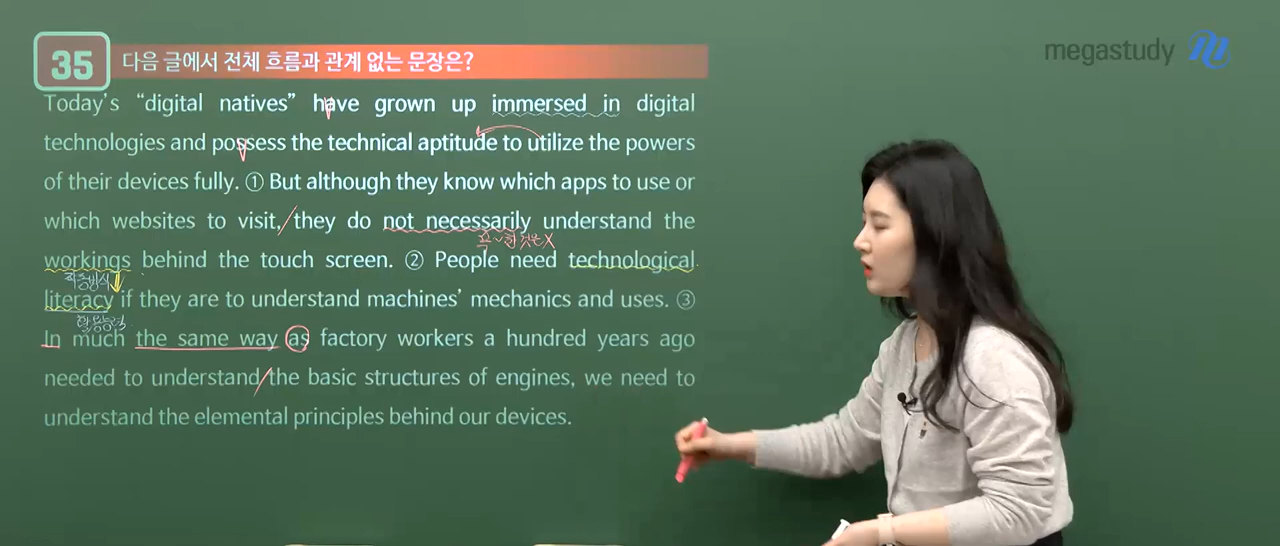 35 다음 글에서 전체 흐름과 관계 없는 문장은?
megastudy
Today's “digital natives” have grown up immersed in digital
technologies and possess the technical aptitude to utilize the powers
of their devices fully. ① But although they know which apps to use or
which websites to visit, they do not necessarily understand the
workings behind the touch screen. ② People need technological
literacy if they are to understand machines' mechanics and uses. ③
In much the same way as factory workers a hundred years ago
needed to understand the basic structures of engines, we need to
understand the elemental principles behind our devices.